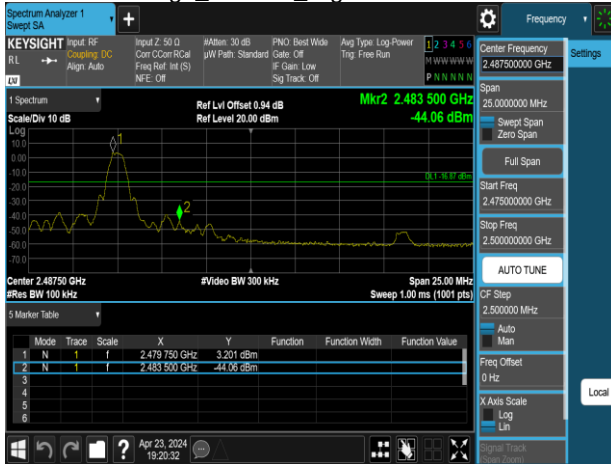 Spectrum Analyzer 1
Swept SA
+
Frequency
KEYSIGHT Input: RF
RL Coupling: DC
Align: Auto
LXI
Input Z: 50 Ω
Corr CCorr RCal
Freq Ref: Int (S)
NFE: Off
#Atten: 30 dB
µW Path: Standard
PNO: Best Wide
Gate: Off
IF Gain: Low
Sig Track: Off
Avg Type: Log-Power
Trig: Free Run
1 2 3 4 5 6
M W W W W W
P N N N N N
Center Frequency
2.487500000 GHz
Settings
1 Spectrum
Scale/Div 10 dB
Ref Lvl Offset 0.94 dB
Ref Level 20.00 dBm
Mkr2 2.483 500 GHz
-44.06 dBm
Log
10.0
0.00
-10.0
-20.0
-30.0
-40.0
-50.0
-60.0
-70.0
1
2
DL1 -16.87 dBm
Center 2.48750 GHz
#Res BW 100 kHz
#Video BW 300 kHz
Span 25.00 MHz
Sweep 1.00 ms (1001 pts)
Span
25.0000000 MHz
Swept Span
Zero Span
Full Span
Start Freq
2.475000000 GHz
Stop Freq
2.500000000 GHz
AUTO TUNE
CF Step
2.500000 MHz
Auto
Man
Freq Offset
0 Hz
X Axis Scale
Log
Lin
Signal Track
(Span Zoom)
Local
5 Marker Table
Mode Trace Scale X Y Function Function Width Function Value
1 N 1 f 2.479 750 GHz 3.201 dBm
2 N 1 f 2.483 500 GHz -44.06 dBm
3
4
5
6
? Apr 23, 2024
19:20:32